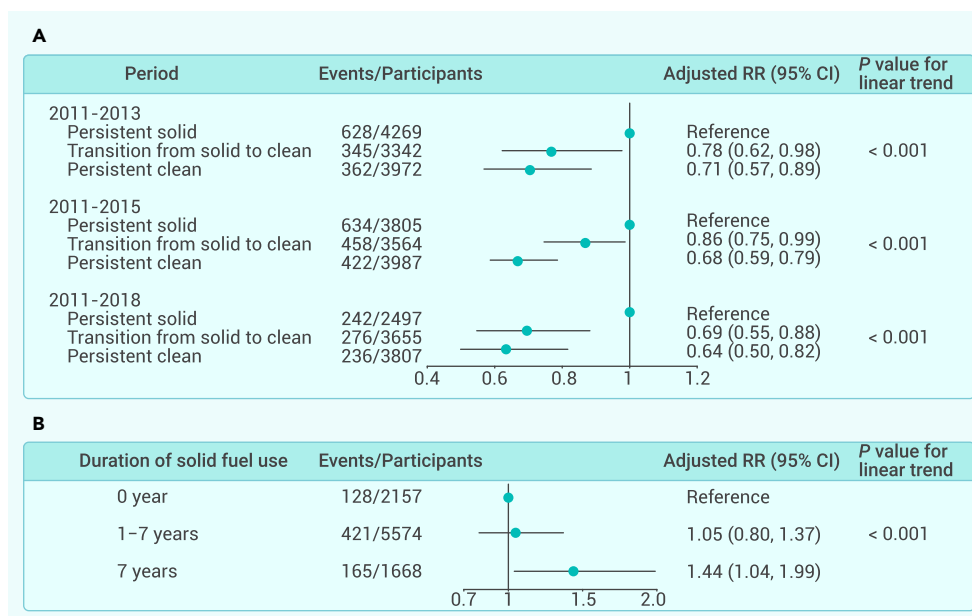 A
Period Events/Participants Adjusted RR (95% CI) P value for linear trend
2011-2013
Persistent solid 628/4269 Reference
Transition from solid to clean 345/3342 0.78 (0.62, 0.98) < 0.001
Persistent clean 362/3972 0.71 (0.57, 0.89)
2011-2015
Persistent solid 634/3805 Reference
Transition from solid to clean 458/3564 0.86 (0.75, 0.99) < 0.001
Persistent clean 422/3987 0.68 (0.59, 0.79)
2011-2018
Persistent solid 242/2497 Reference
Transition from solid to clean 276/3655 0.69 (0.55, 0.88) < 0.001
Persistent clean 236/3807 0.64 (0.50, 0.82)
0.4 0.6 0.8 1 1.2
B
Duration of solid fuel use Events/Participants Adjusted RR (95% CI) P value for linear trend
0 year 128/2157 Reference
1–7 years 421/5574 1.05 (0.80, 1.37) < 0.001
7 years 165/1668 1.44 (1.04, 1.99)
0.7 1 1.5 2.0